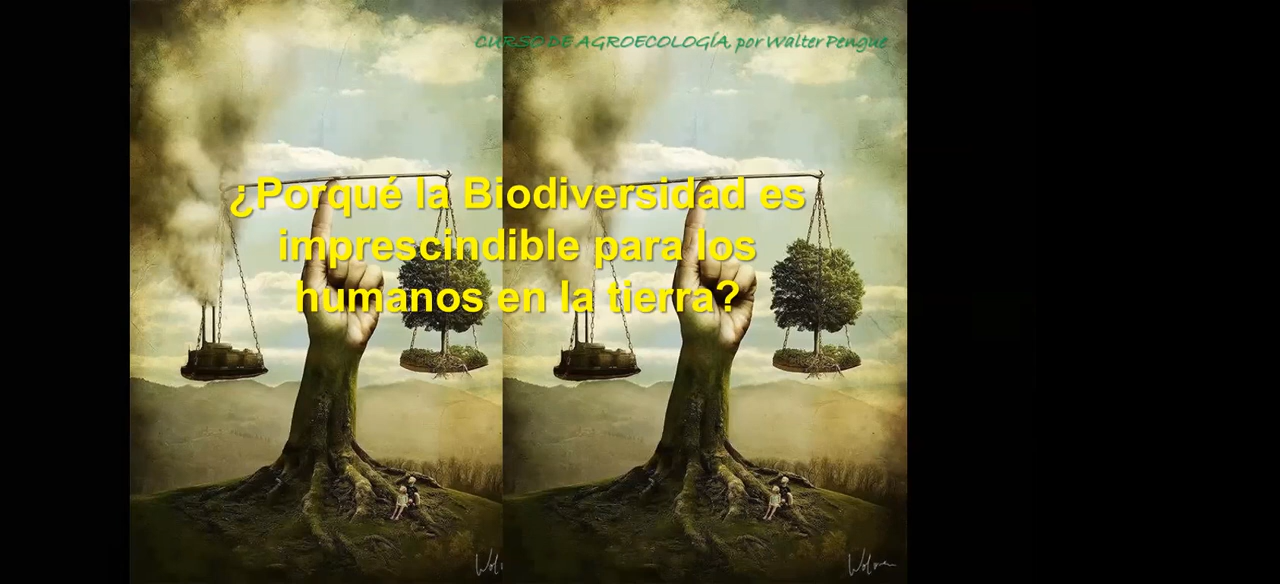 CURSO DE AGROECOLOGÍA, por Walter Pengue
¿Porqué la Biodiversidad es
imprescindible para los
humanos en la tierra?